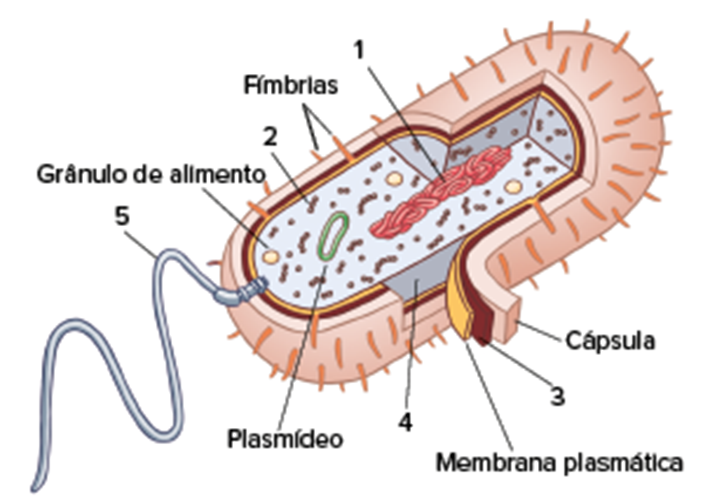 1
Fímbrias
2
Grânulo de alimento
5
Cápsula
3
4
Plasmídeo
Membrana plasmática